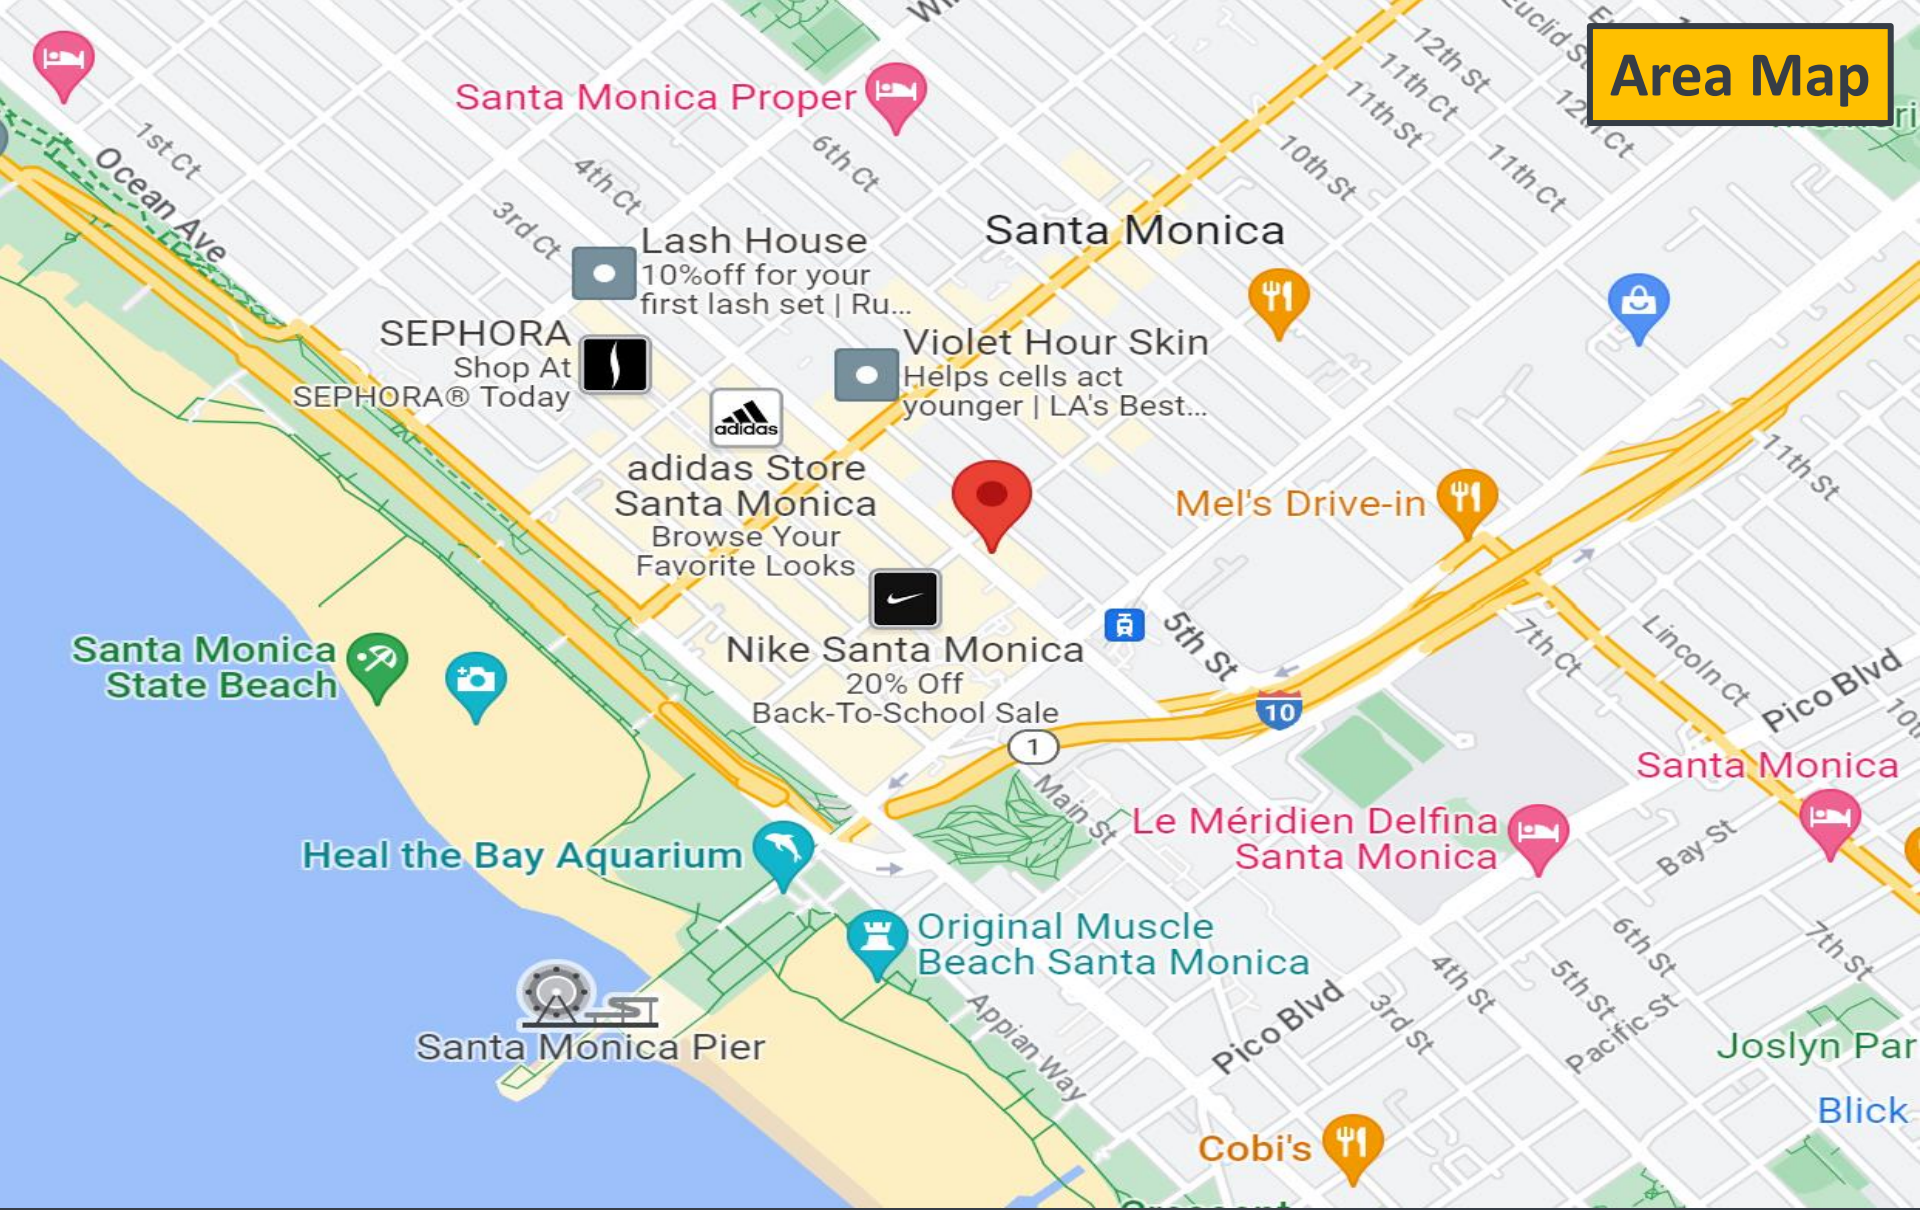 Area Map
Wi
Euclid St
12th St
11th Ct
11th St
12th Ct
11th Ct
10th St
Santa Monica Proper
6th Ct
1st Ct
Ocean Ave
4th Ct
3rd Ct
Santa Monica
Lash House
10%off for your
first lash set | Ru...
SEPHORA
Shop At
SEPHORA® Today
Violet Hour Skin
Helps cells act
younger | LA's Best...
adidas
adidas Store
Santa Monica
Browse Your
Favorite Looks
Mel's Drive-in
11th St
Nike Santa Monica
20% Off
Back-To-School Sale
5th St
10
1
7th Ct
Lincoln Ct
Pico Blvd
10th
Santa Monica
State Beach
Santa Monica
Main St
Le Méridien Delfina
Santa Monica
Bay St
Heal the Bay Aquarium
Original Muscle
Beach Santa Monica
6th St
7th St
4th St
5th St
Pacific St
3rd St
Pico Blvd
Appian Way
Santa Monica Pier
Joslyn Par
Blick
Cobi's